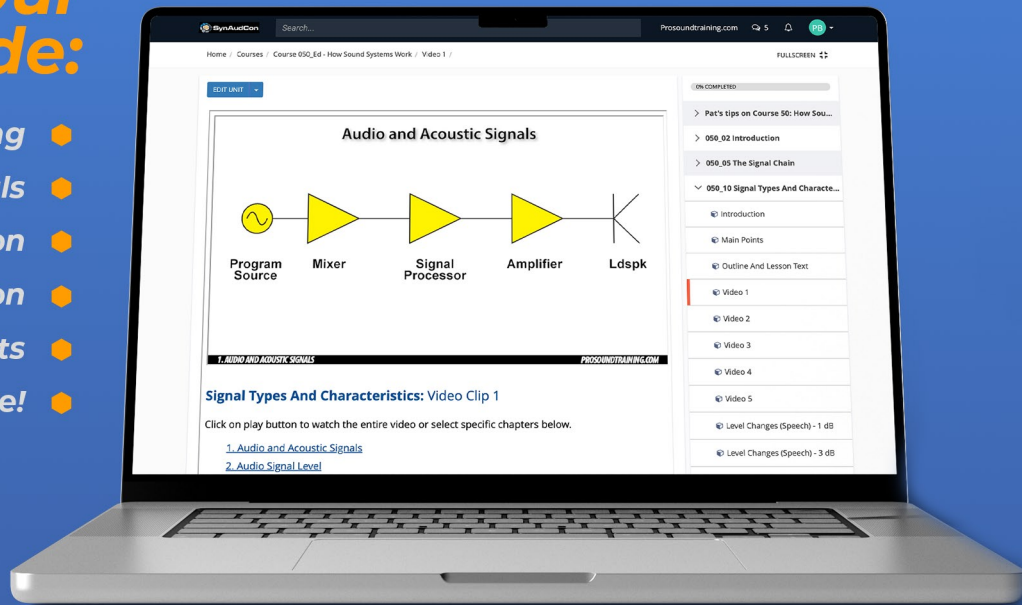 de:
SynAudCon Search... Prosoundtraining.com 5 PB
Home / Courses / Course 050_Ed - How Sound Systems Work / Video 1 /
FULLSCREEN
EDIT UNIT
Audio and Acoustic Signals
Program Source
Mixer
Signal Processor
Amplifier
Ldspk
1. AUDIO AND ACOUSTIC SIGNALS
PROSOUNDTRAINING.COM
Signal Types And Characteristics: Video Clip 1
Click on play button to watch the entire video or select specific chapters below.
1. Audio and Acoustic Signals
2. Audio Signal Level
0% COMPLETED
Pat's tips on Course 50: How Sou...
050_02 Introduction
050_05 The Signal Chain
050_10 Signal Types And Characte...
Introduction
Main Points
Outline And Lesson Text
Video 1
Video 2
Video 3
Video 4
Video 5
Level Changes (Speech) - 1 dB
Level Changes (Speech) - 3 dB